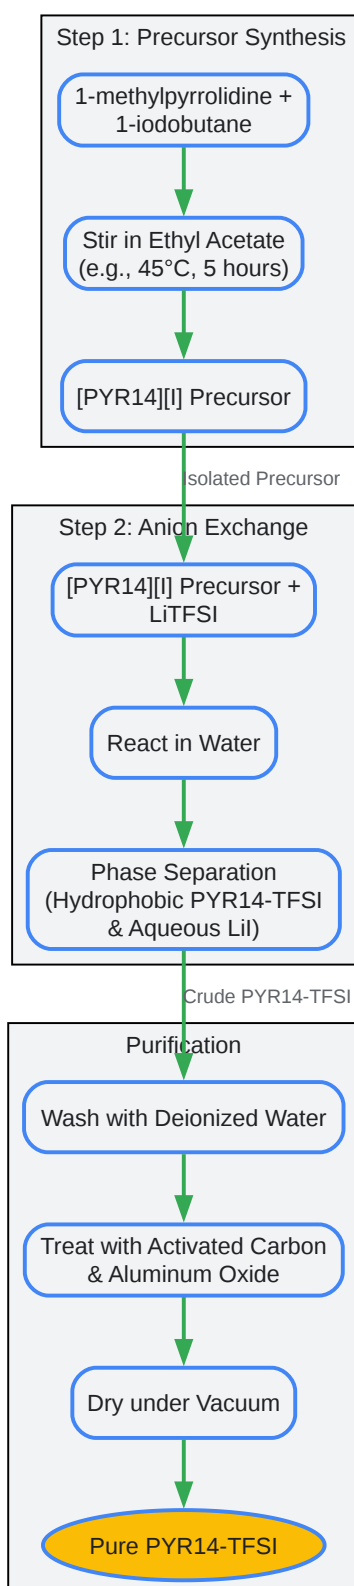 Step 1: Precursor Synthesis
1-methylpyrrolidine +
1-iodobutane
Stir in Ethyl Acetate
(e.g., 45°C, 5 hours)
[PYR14][I] Precursor
Isolated Precursor
Step 2: Anion Exchange
[PYR14][I] Precursor +
LiTFSI
React in Water
Phase Separation
(Hydrophobic PYR14-TFSI
& Aqueous LiI)
Crude PYR14-TFSI
Purification
Wash with Deionized Water
Treat with Activated Carbon
& Aluminum Oxide
Dry under Vacuum
Pure PYR14-TFSI